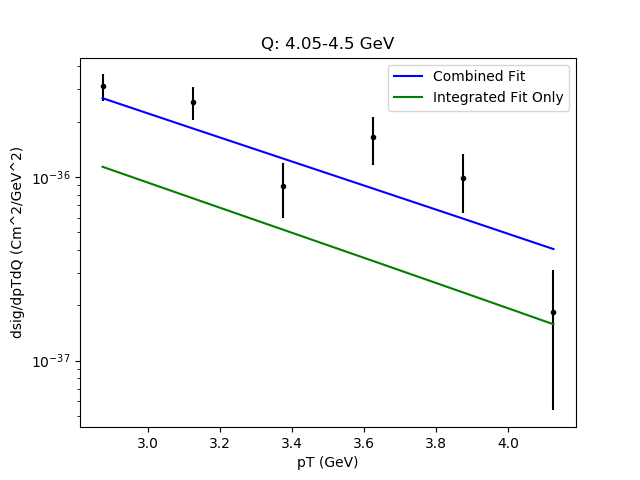 Q: 4.05-4.5 GeV
Combined Fit
Integrated Fit Only
dsig/dpTdQ (Cm^2/GeV^2)
10^{-36}
10^{-37}
3.0 3.2 3.4 3.6 3.8 4.0
pT (GeV)